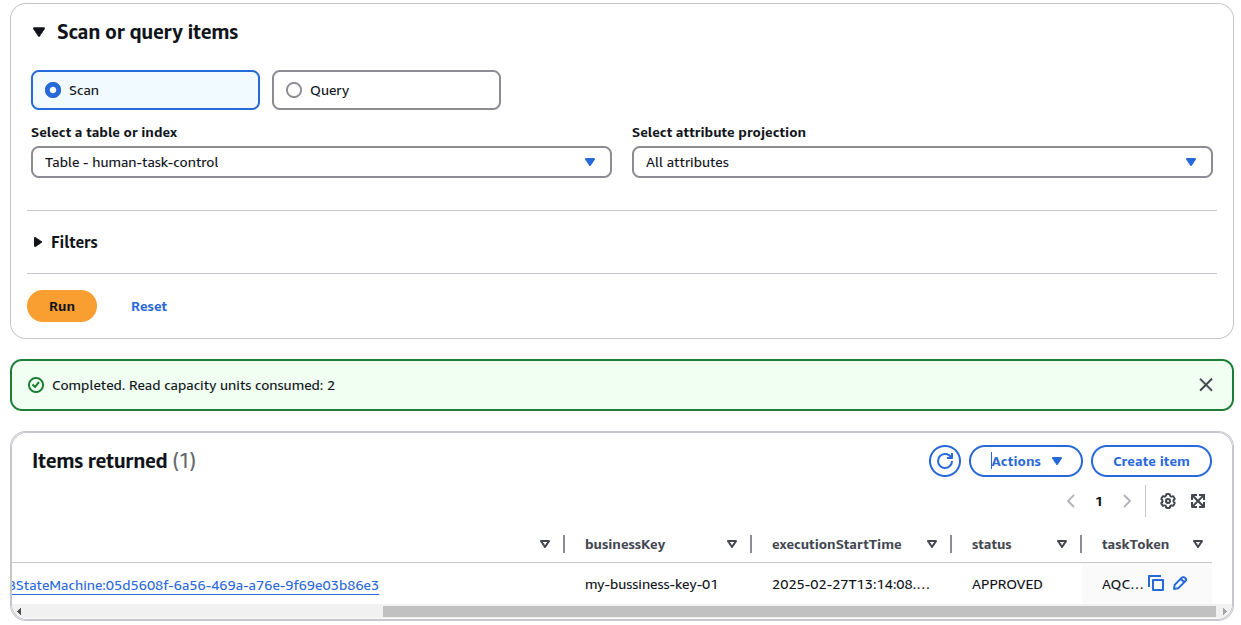 Scan or query items
Scan
Query
Select a table or index
Select attribute projection
Table - human-task-control
All attributes
Filters
Run
Reset
Completed. Read capacity units consumed: 2
Items returned (1)
Actions
Create item
1
businessKey
executionStartTime
status
taskToken
StateMachine:05d5608f-6a56-469a-a76e-9f69e03b86e3
my-bussiness-key-01
2025-02-27T13:14:08....
APPROVED
AQC...